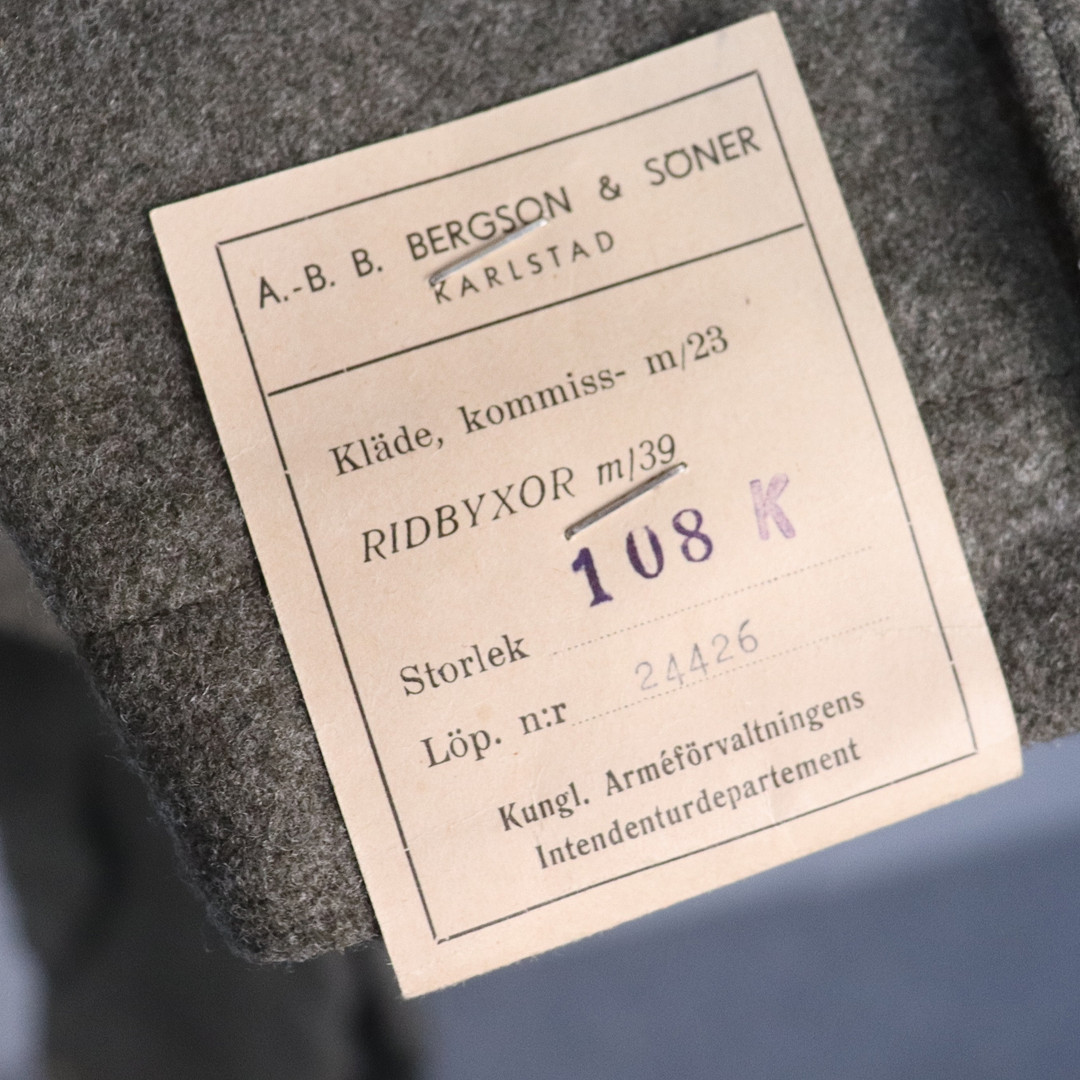 A.-B. B. BERGSON & SÖNER
KARLSTAD
Kläde, kommiss- m/23
RIDBYXOR m/39
108 K
Storlek
Löp. n:r 24426
Kungl. Arméförvaltningens
Intendenturdepartement